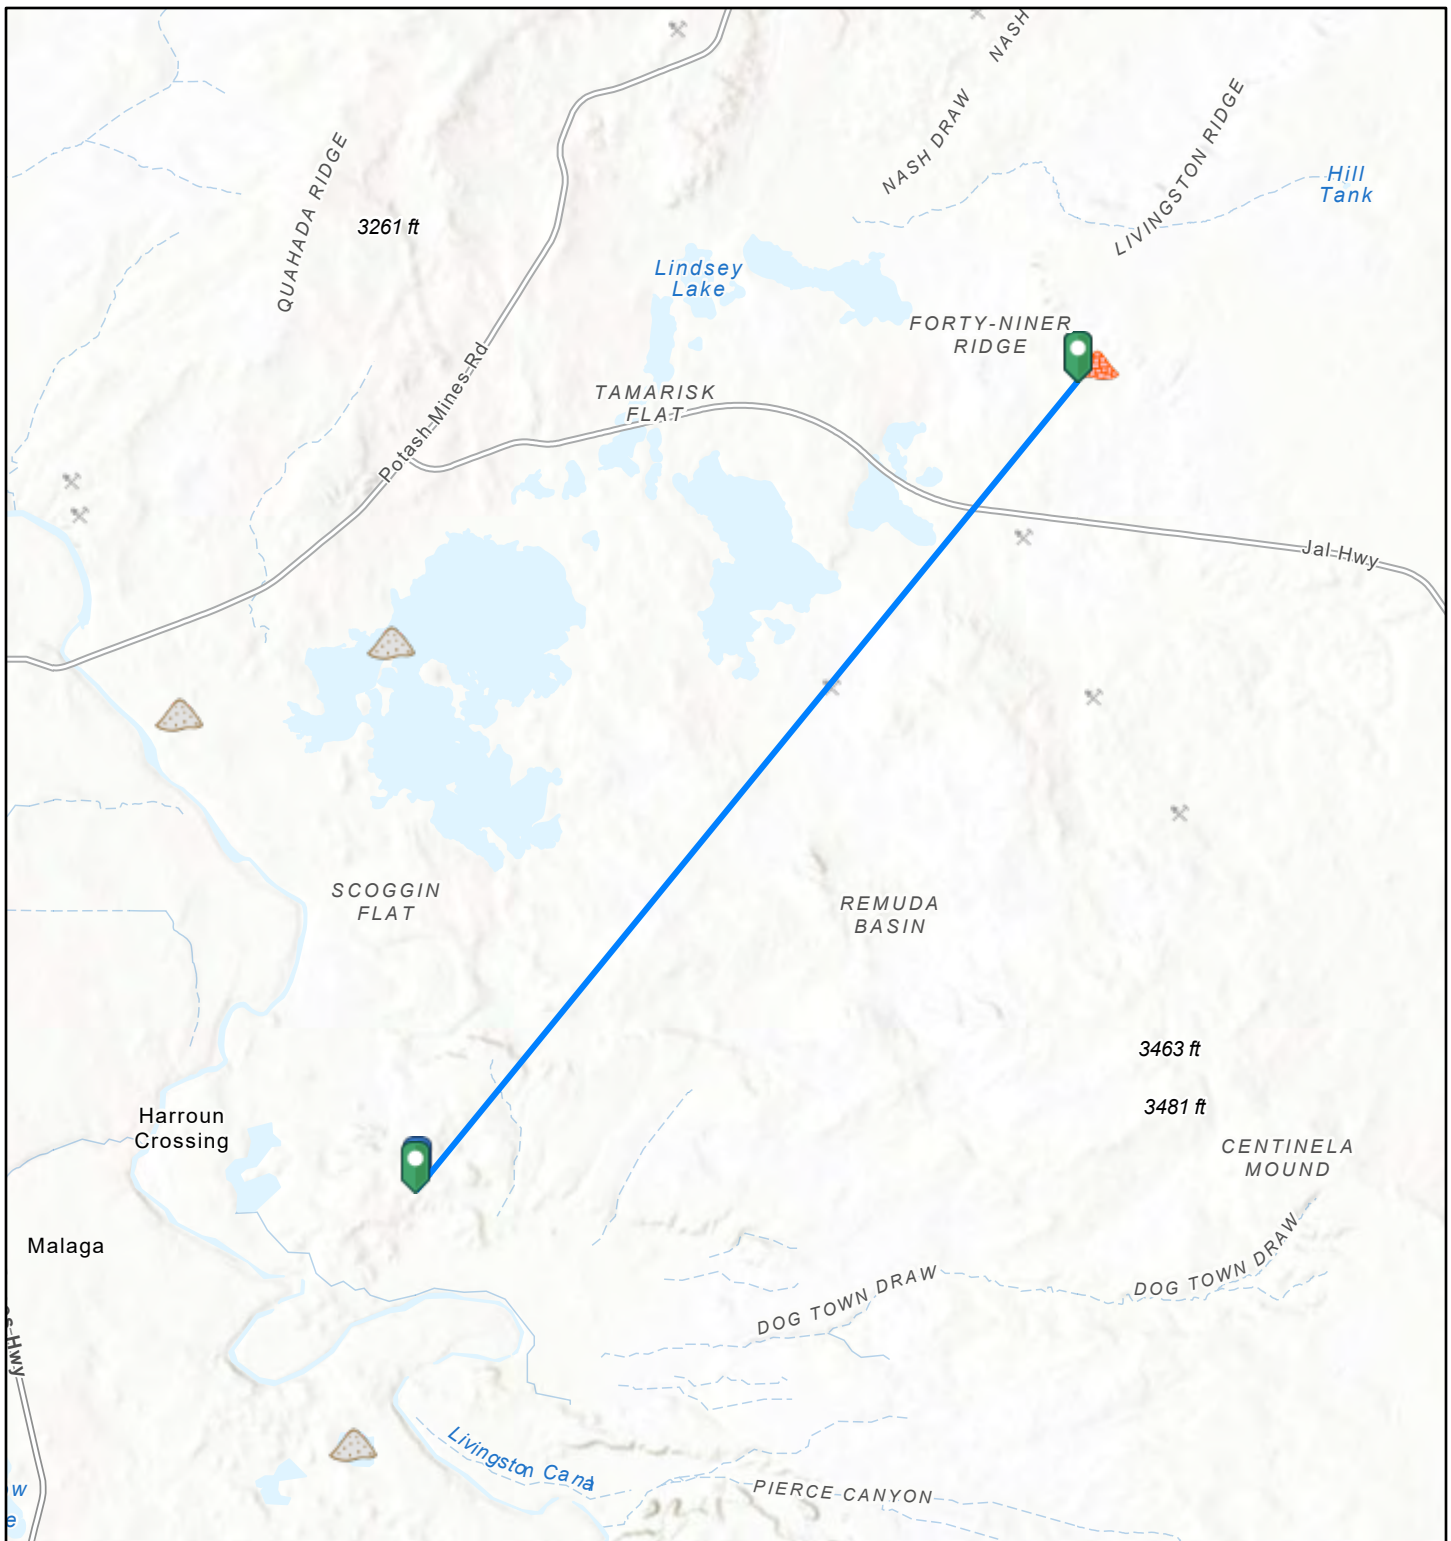 NASH
NASH DRAW
LIVINGSTON RIDGE
QUAHADA RIDGE
Hill
Tank
3261 ft
Lindsey
Lake
FORTY-NINER
RIDGE
TAMARISK
FLAT
Potash Mines Rd
Jal Hwy
SCOGGIN
FLAT
REMUDA
BASIN
3463 ft
3481 ft
Harroun
Crossing
CENTINELA
MOUND
Malaga
DOG TOWN DRAW
DOG TOWN DRAW
Hwy
Livingston Canal
PIERCE CANYON
w
e